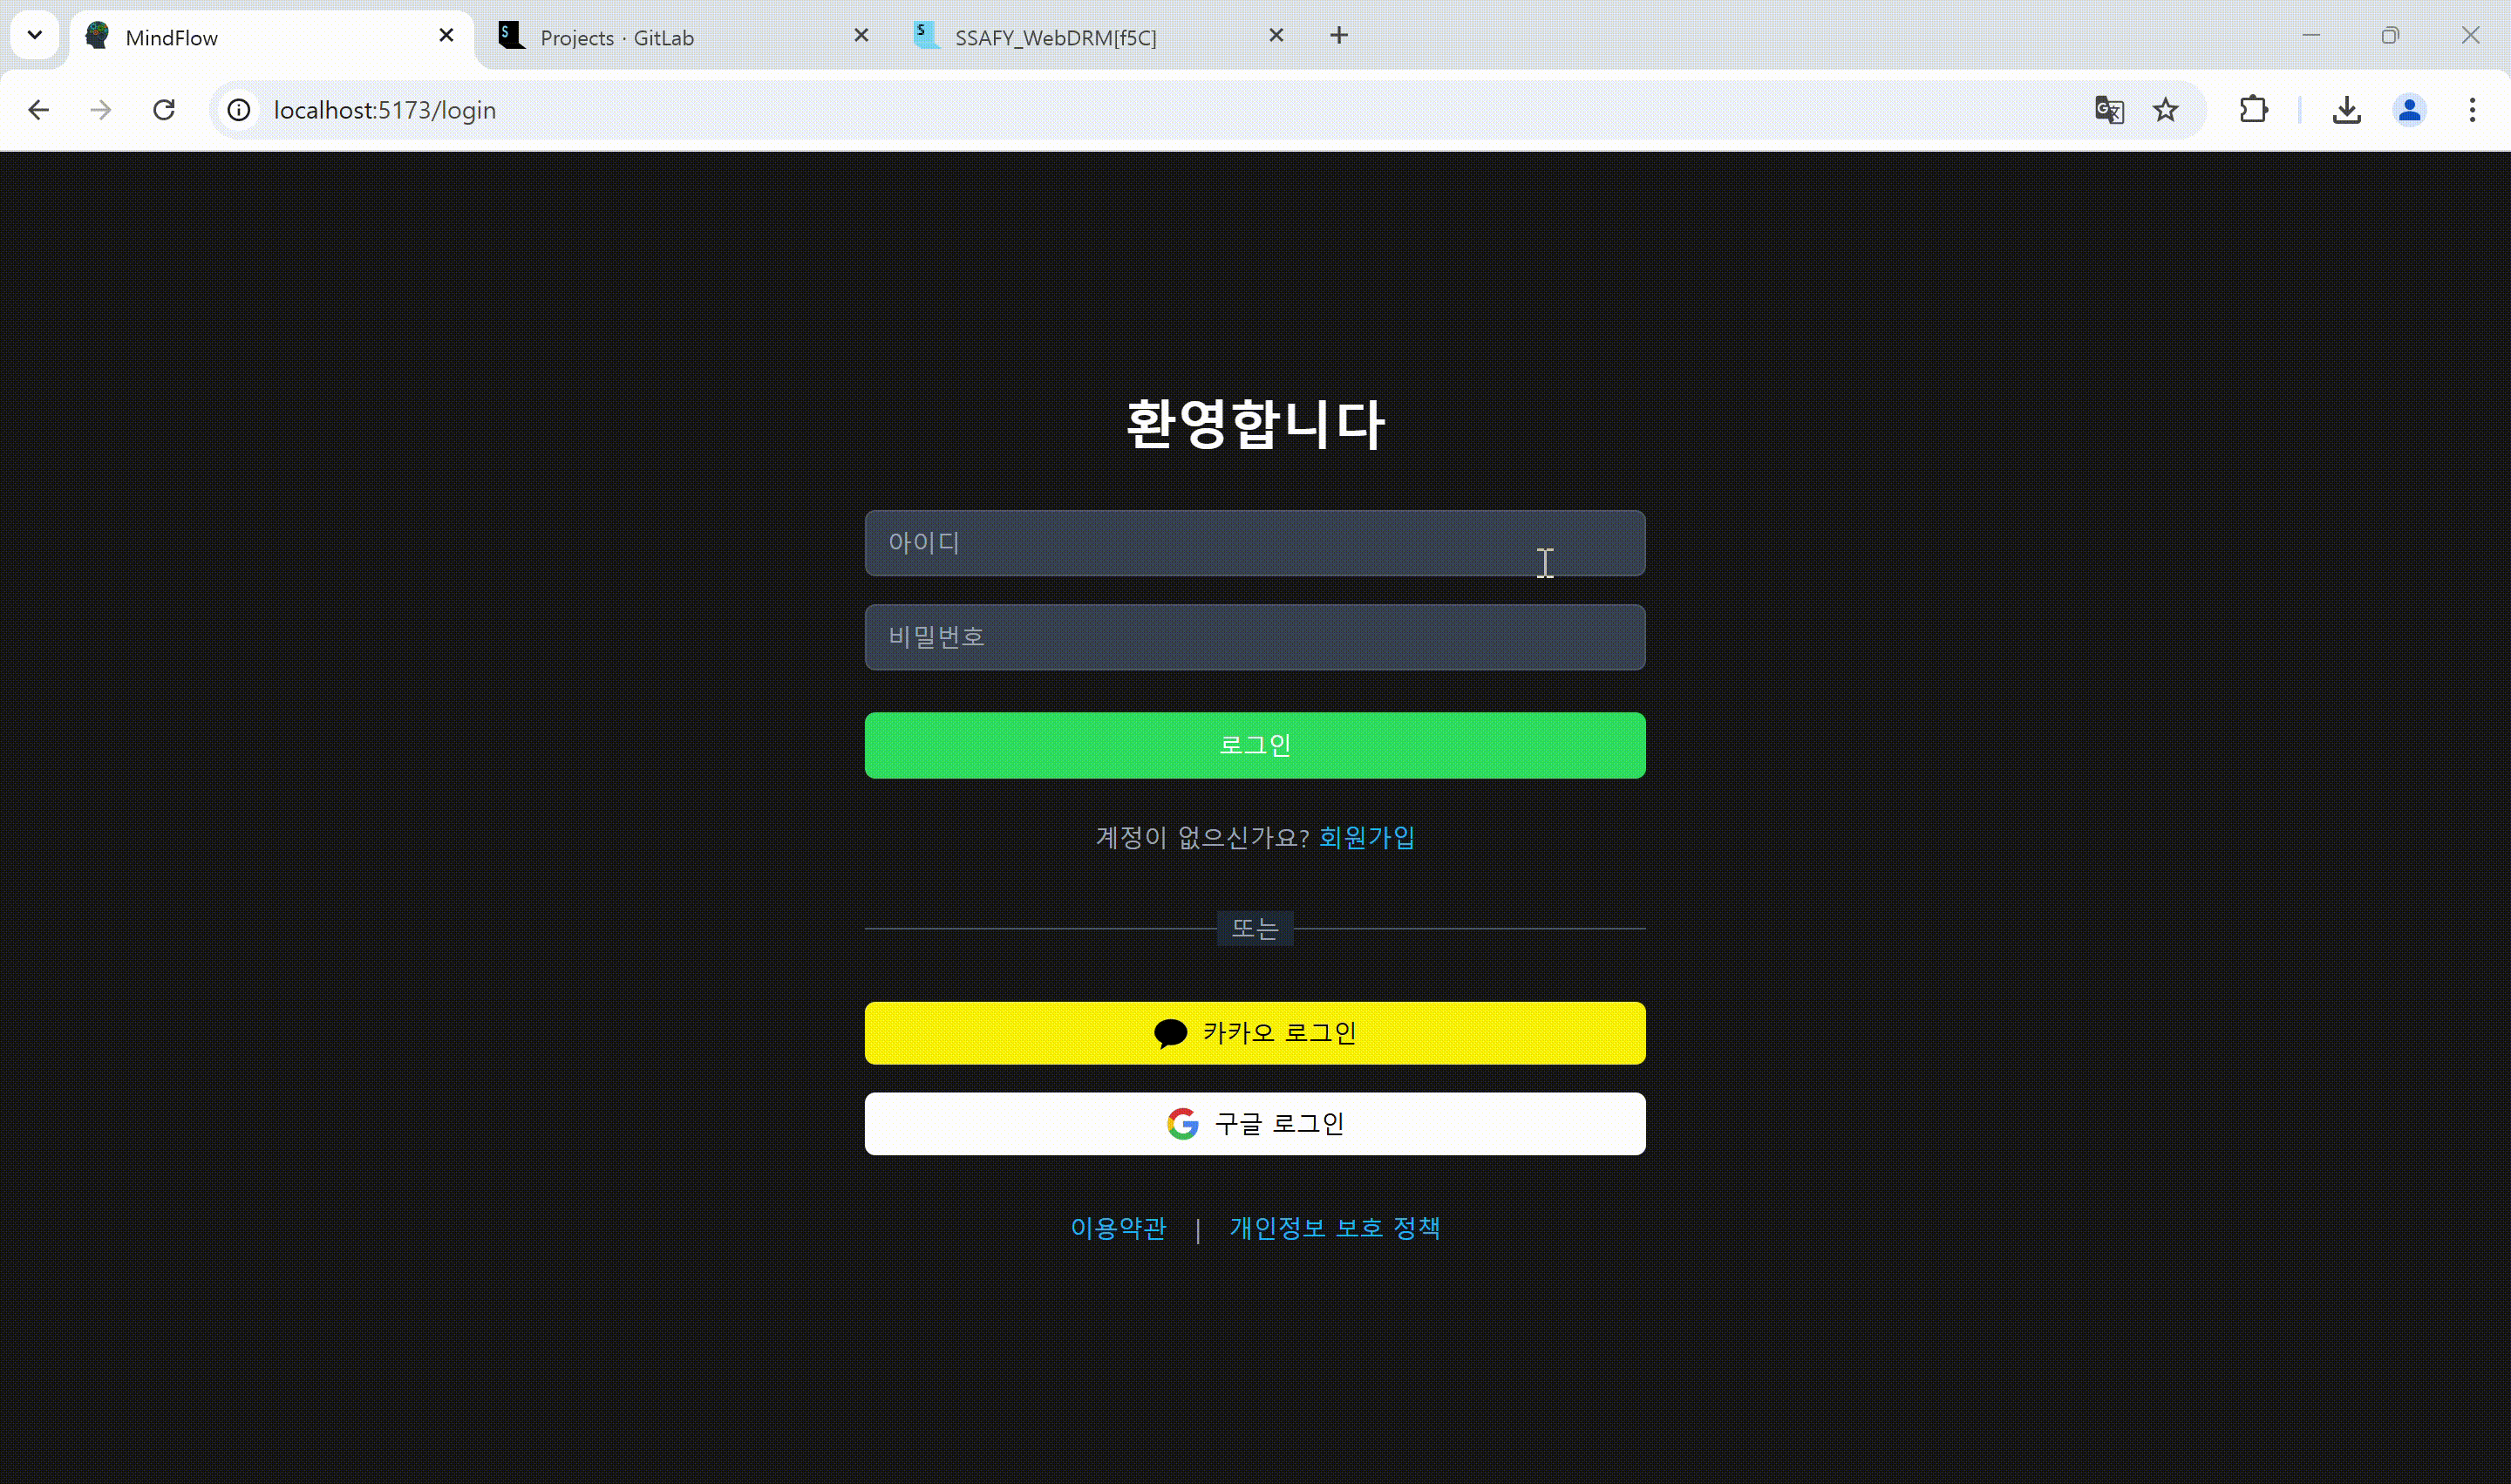 MindFlow
Projects · GitLab
SSAFY_WebDRM[f5C]
localhost:5173/login
환영합니다
아이디
비밀번호
로그인
계정이 없으신가요? 회원가입
또는
카카오 로그인
구글 로그인
이용약관 | 개인정보 보호 정책